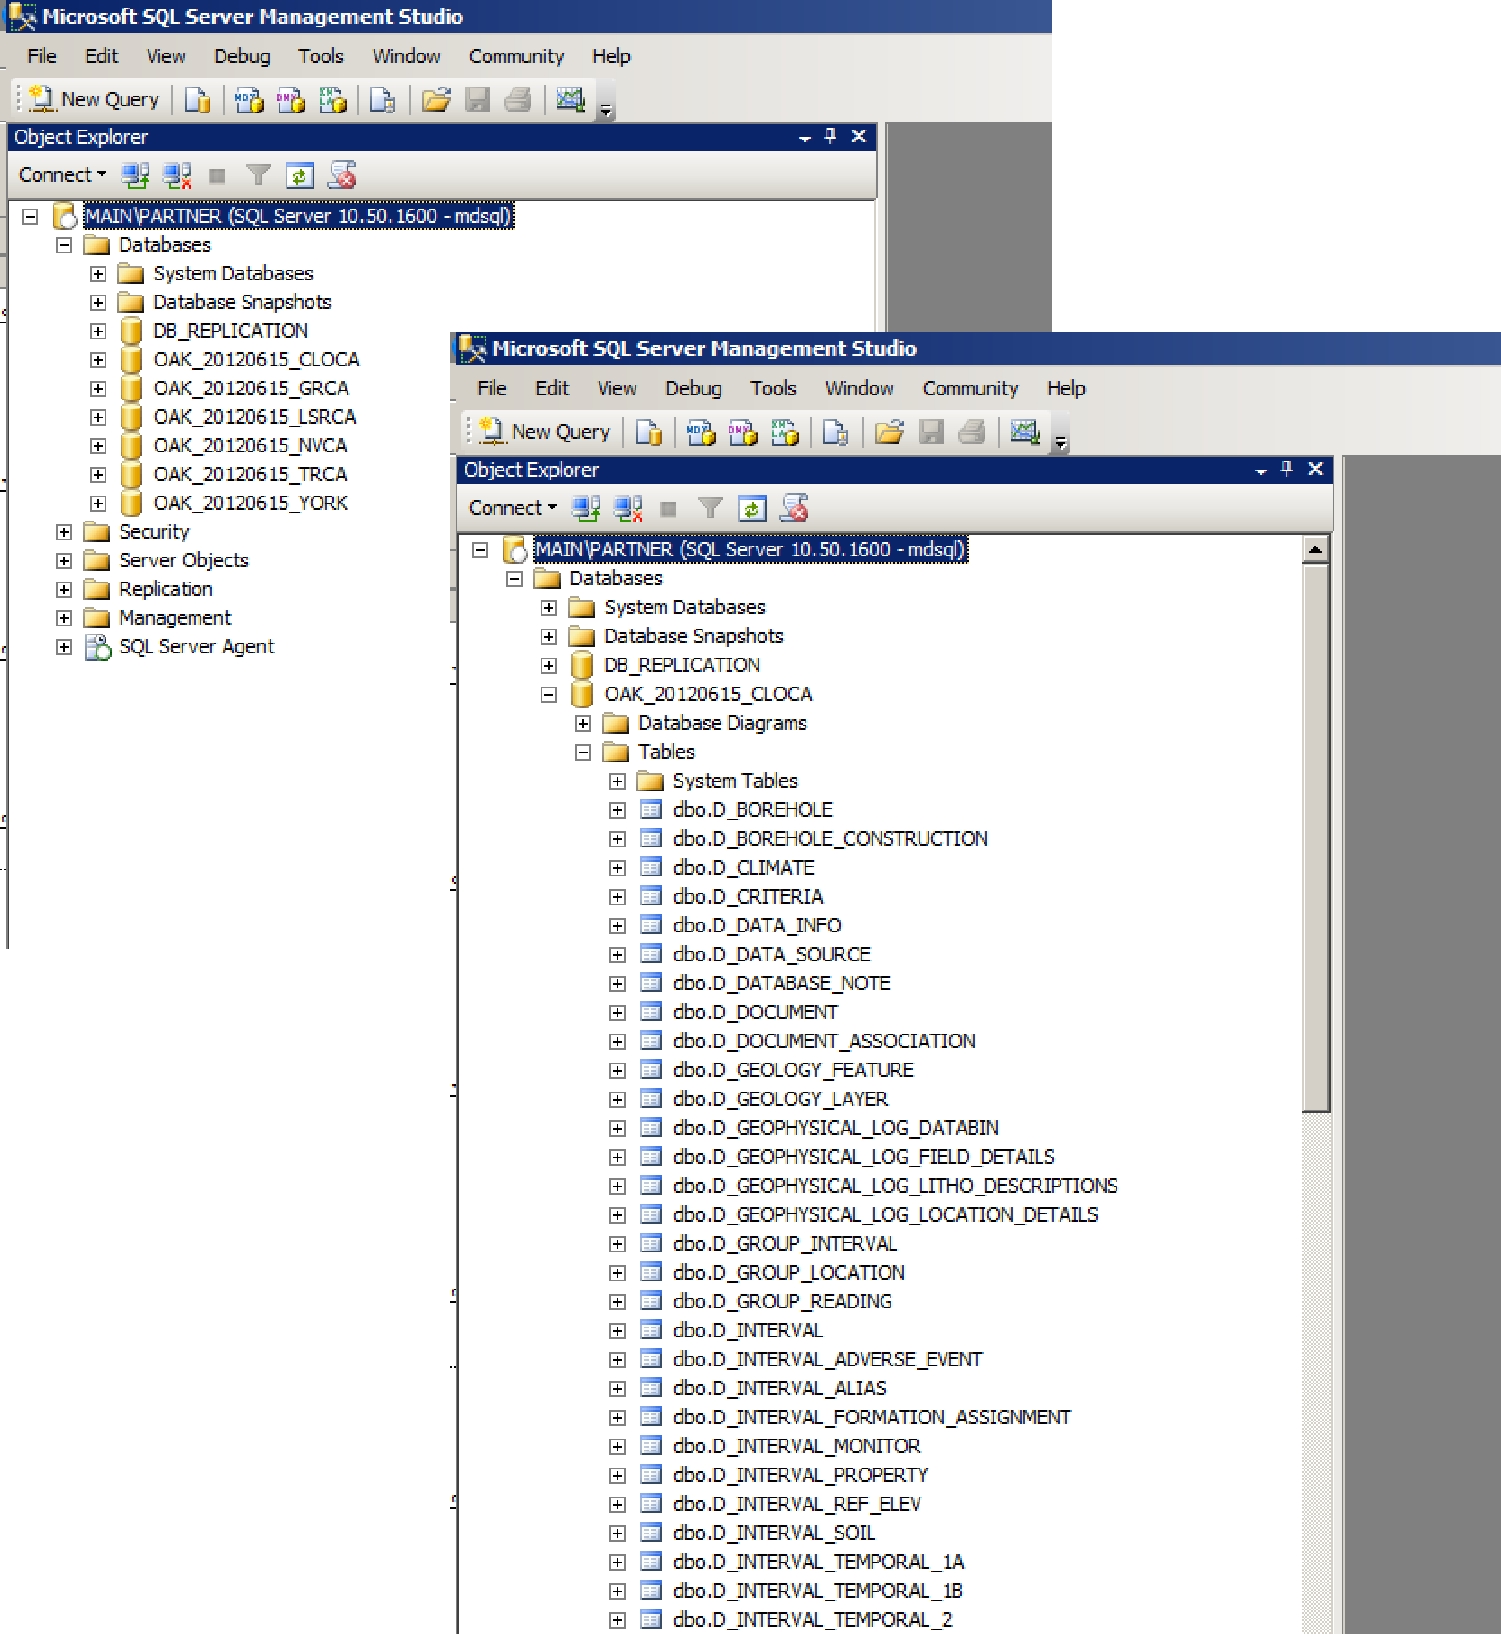 Microsoft SQL Server Management Studio
File Edit View Debug Tools Window Community Help
New Query
Object Explorer
Connect
MAIN\PARTNER (SQL Server 10.50.1600 - mdsql)
Databases
System Databases
Database Snapshots
DB_REPLICATION
OAK_20120615_CLOCA
OAK_20120615_GRCA
OAK_20120615_LSRCA
OAK_20120615_NVCA
OAK_20120615_TRCA
OAK_20120615_YORK
Security
Server Objects
Replication
Management
SQL Server Agent
Microsoft SQL Server Management Studio
File Edit View Debug Tools Window Community Help
New Query
Object Explorer
Connect
MAIN\PARTNER (SQL Server 10.50.1600 - mdsql)
Databases
System Databases
Database Snapshots
DB_REPLICATION
OAK_20120615_CLOCA
Database Diagrams
Tables
System Tables
dbo.D_BOREHOLE
dbo.D_BOREHOLE_CONSTRUCTION
dbo.D_CLIMATE
dbo.D_CRITERIA
dbo.D_DATA_INFO
dbo.D_DATA_SOURCE
dbo.D_DATABASE_NOTE
dbo.D_DOCUMENT
dbo.D_DOCUMENT_ASSOCIATION
dbo.D_GEOLOGY_FEATURE
dbo.D_GEOLOGY_LAYER
dbo.D_GEOPHYSICAL_LOG_DATABIN
dbo.D_GEOPHYSICAL_LOG_FIELD_DETAILS
dbo.D_GEOPHYSICAL_LOG_LITHO_DESCRIPTIONS
dbo.D_GEOPHYSICAL_LOG_LOCATION_DETAILS
dbo.D_GROUP_INTERVAL
dbo.D_GROUP_LOCATION
dbo.D_GROUP_READING
dbo.D_INTERVAL
dbo.D_INTERVAL_ADVERSE_EVENT
dbo.D_INTERVAL_ALIAS
dbo.D_INTERVAL_FORMATION_ASSIGNMENT
dbo.D_INTERVAL_MONITOR
dbo.D_INTERVAL_PROPERTY
dbo.D_INTERVAL_REF_ELEV
dbo.D_INTERVAL_SOIL
dbo.D_INTERVAL_TEMPORAL_1A
dbo.D_INTERVAL_TEMPORAL_1B
dbo.D_INTERVAL_TEMPORAL_2